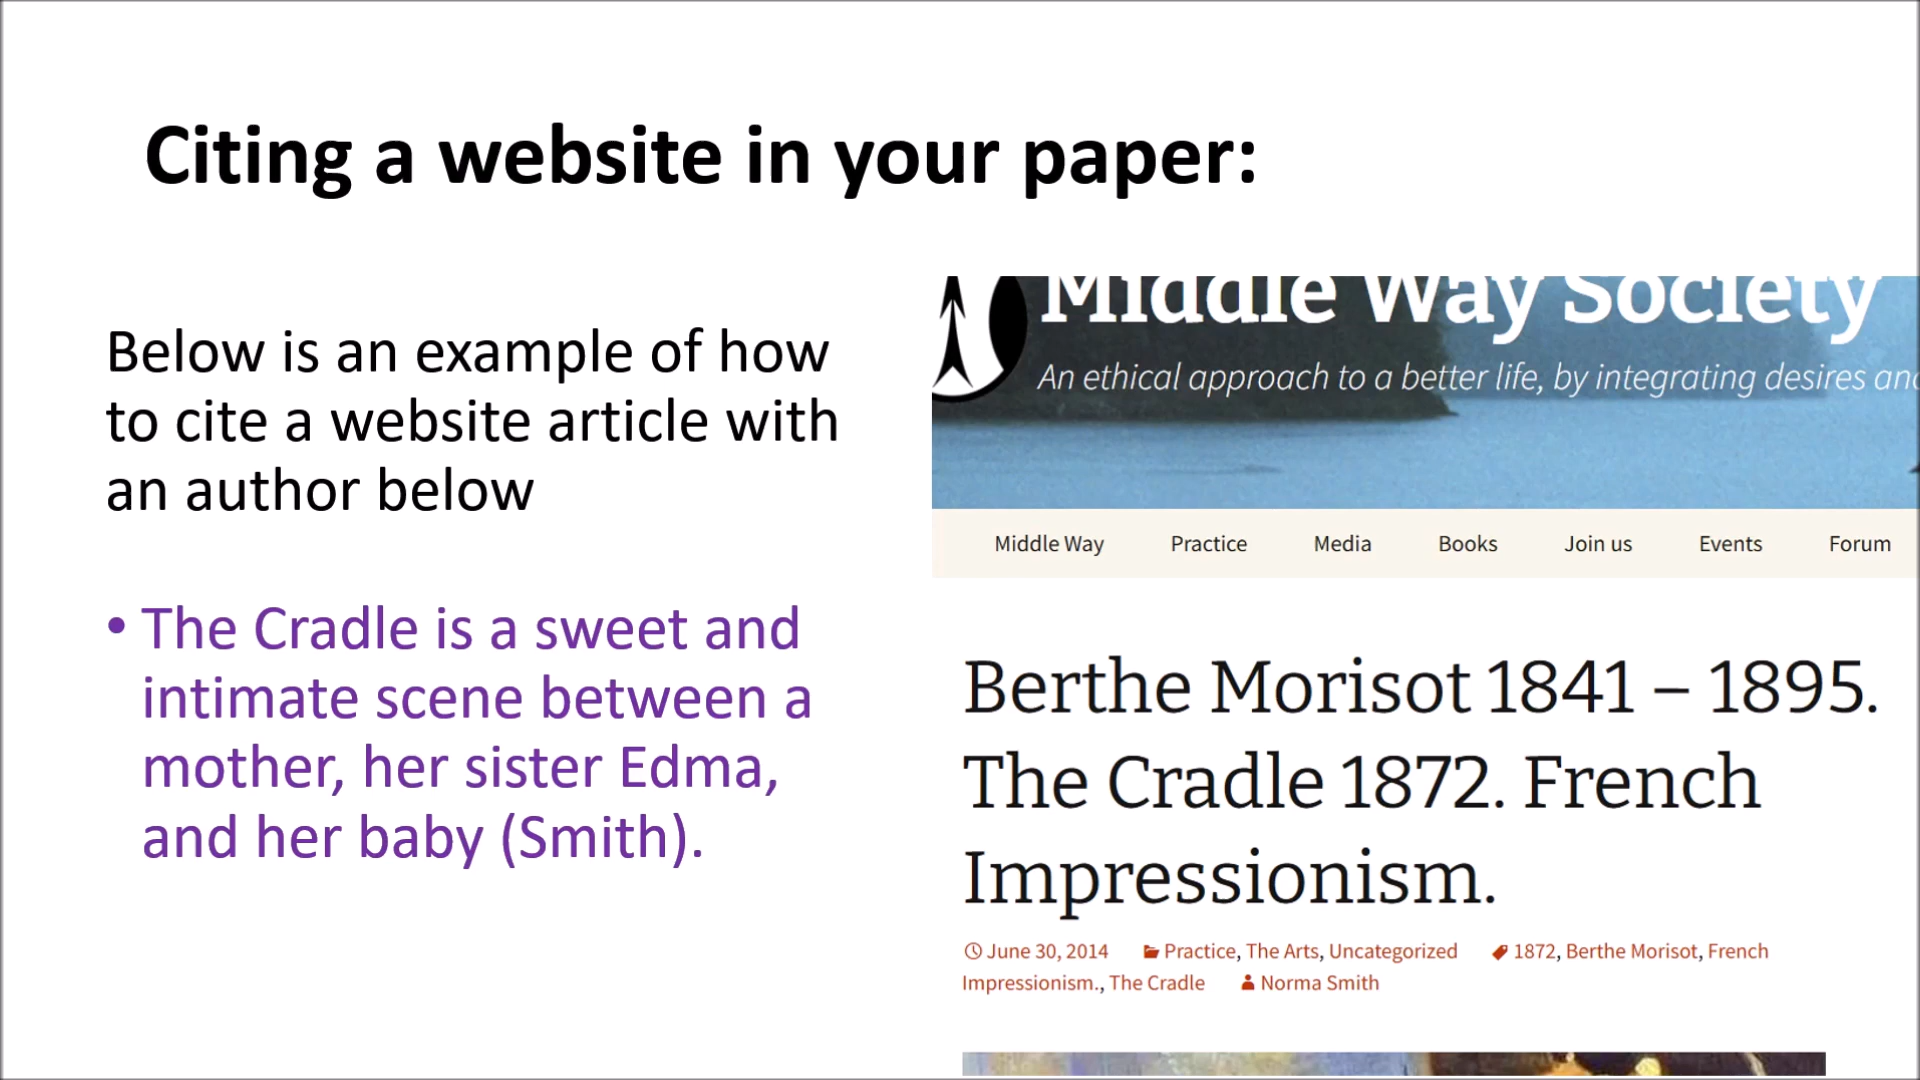 Citing a website in your paper:
Below is an example of how
to cite a website article with
an author below
• The Cradle is a sweet and
intimate scene between a
mother, her sister Edma,
and her baby (Smith).
Middle Way Society
An ethical approach to a better life, by integrating desires and
Middle Way Practice Media Books Join us Events Forum
Berthe Morisot 1841 – 1895.
The Cradle 1872. French
Impressionism.
June 30, 2014 Practice, The Arts, Uncategorized 1872, Berthe Morisot, French
Impressionism., The Cradle Norma Smith